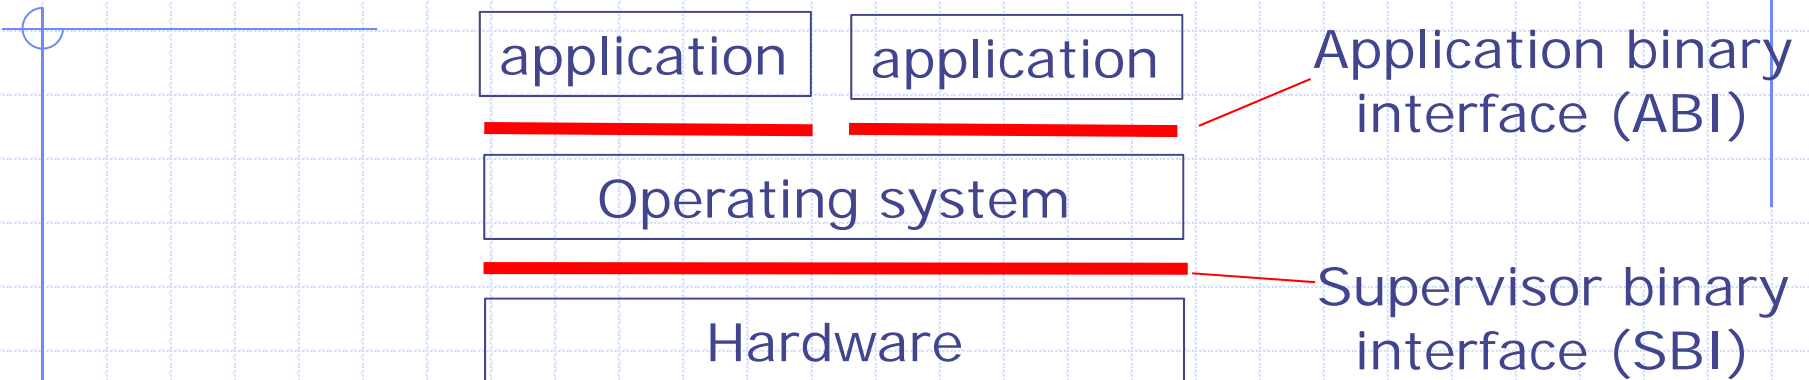 application
application
Application binary
interface (ABI)
Operating system
Supervisor binary
interface (SBI)
Hardware